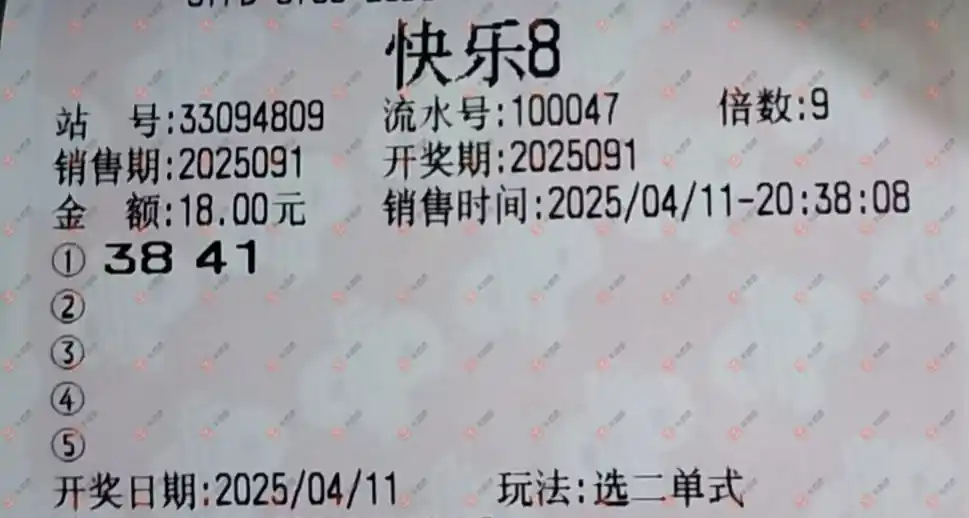 快乐8
站 号:33094809 流水号:100047 倍数:9
销售期:2025091 开奖期:2025091
金 额:18.00元 销售时间:2025/04/11-20:38:08
① 38 41
②
③
④
⑤
开奖日期:2025/04/11 玩法:选二单式